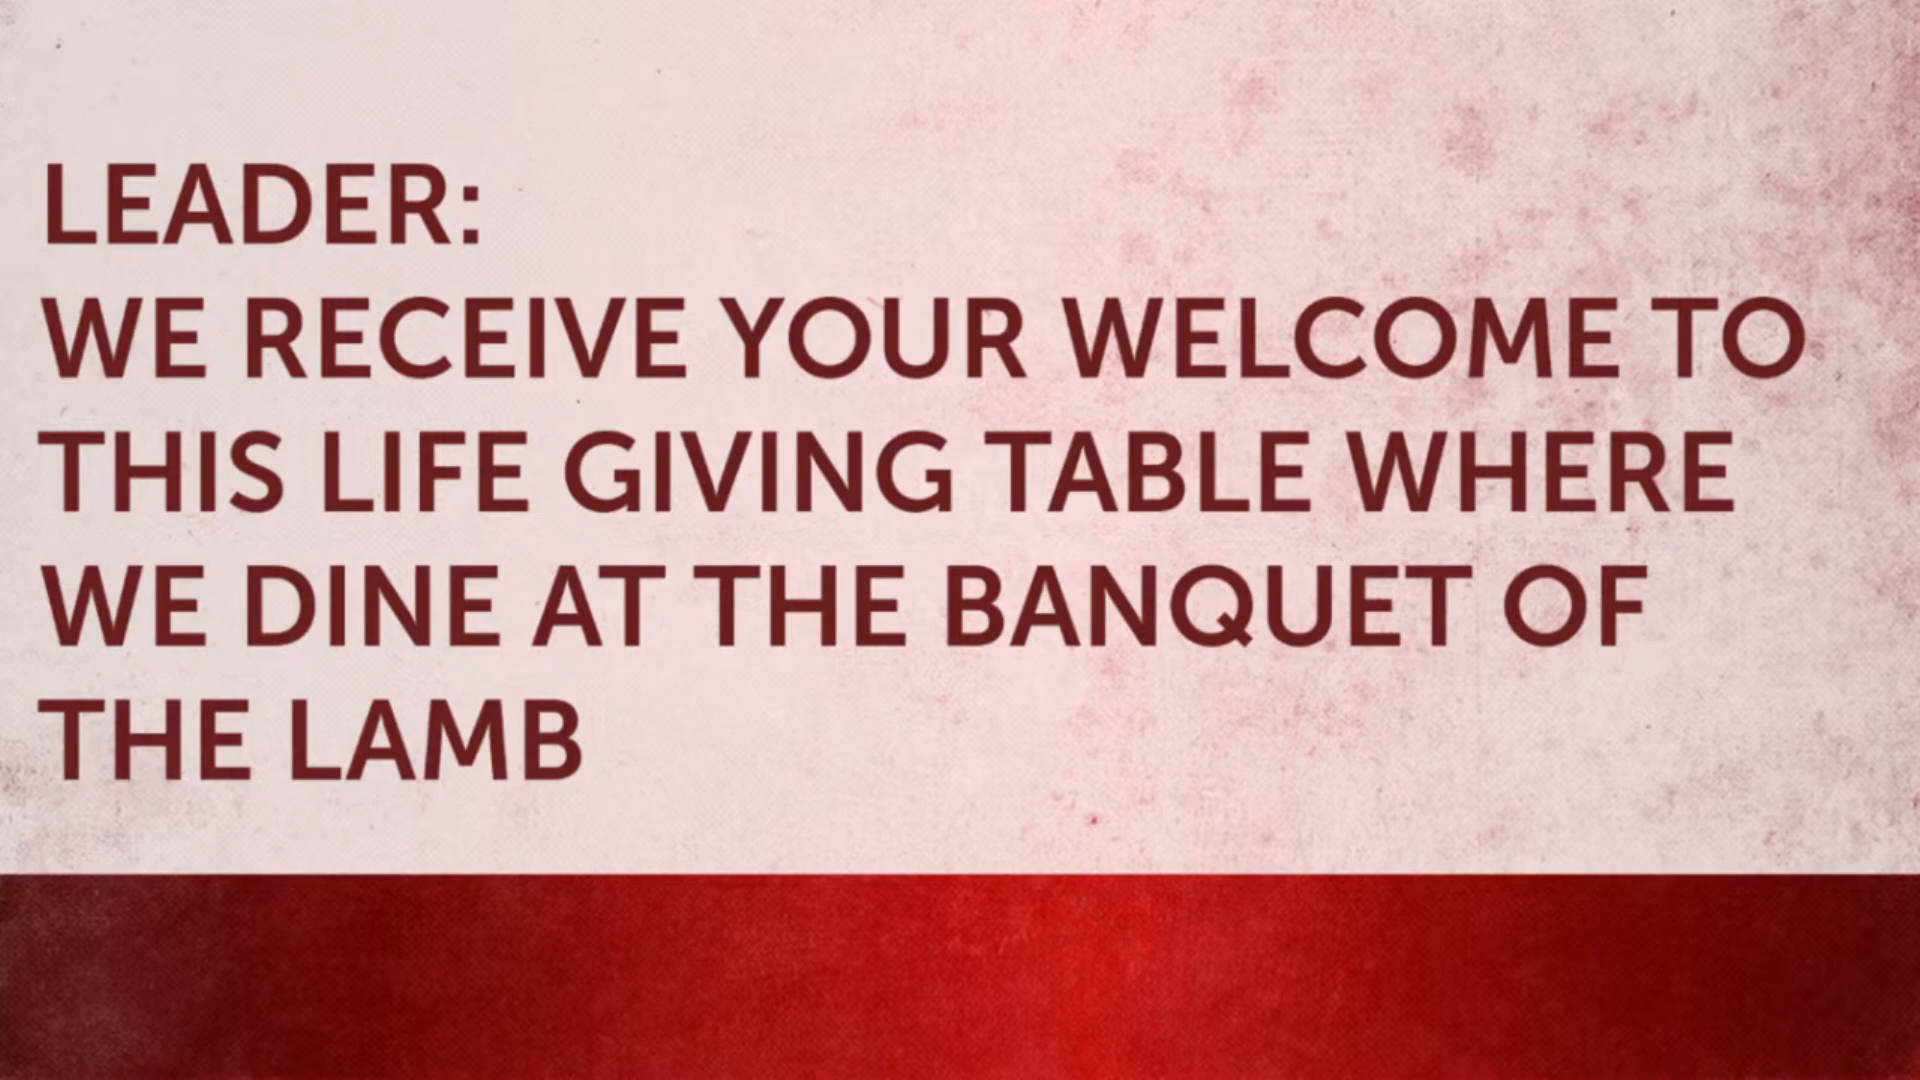 LEADER:
WE RECEIVE YOUR WELCOME TO
THIS LIFE GIVING TABLE WHERE
WE DINE AT THE BANQUET OF
THE LAMB